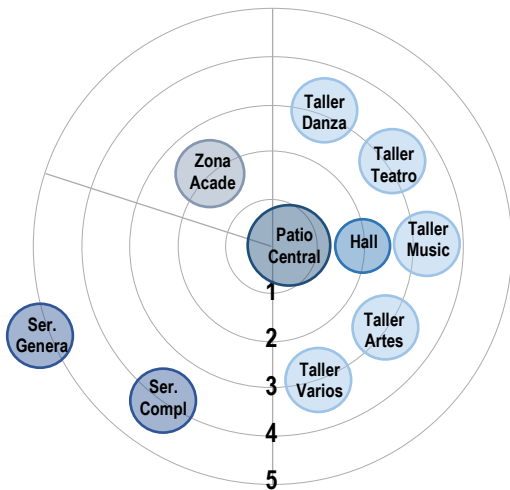 Taller
Danza
Taller
Teatro
Zona
Acade
Patio
Central
Hall
Taller
Music
1
Taller
Artes
Ser.
Genera
2
Taller
Varios
Ser.
Compl
3
4
5